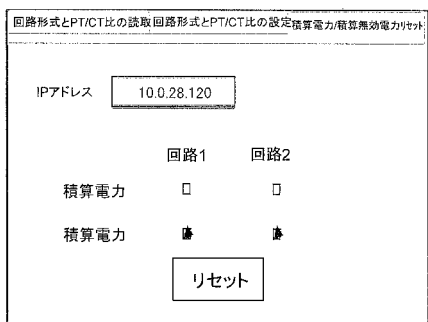 回路形式とPT/CT比の読取 回路形式とPT/CT比の設定 積算電力/積算無効電力リセット
IPアドレス 10.0.28.120
回路1 回路2
積算電力
積算電力
リセット